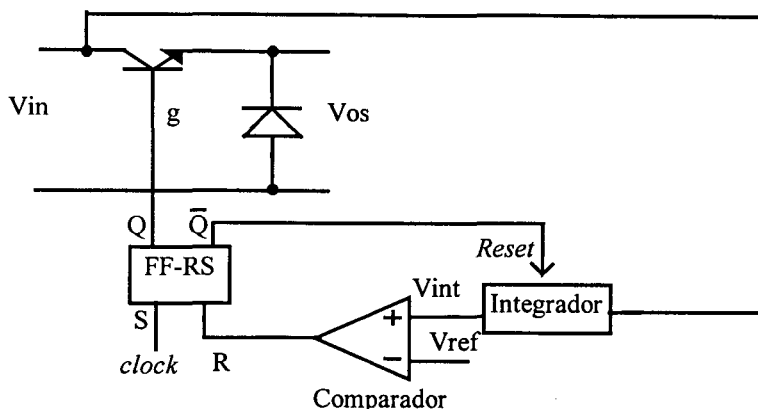 Vin
g
Vos
Q
Q̅
FF-RS
Reset
Integrador
Vint
+
Vref
−
S
clock
R
Comparador